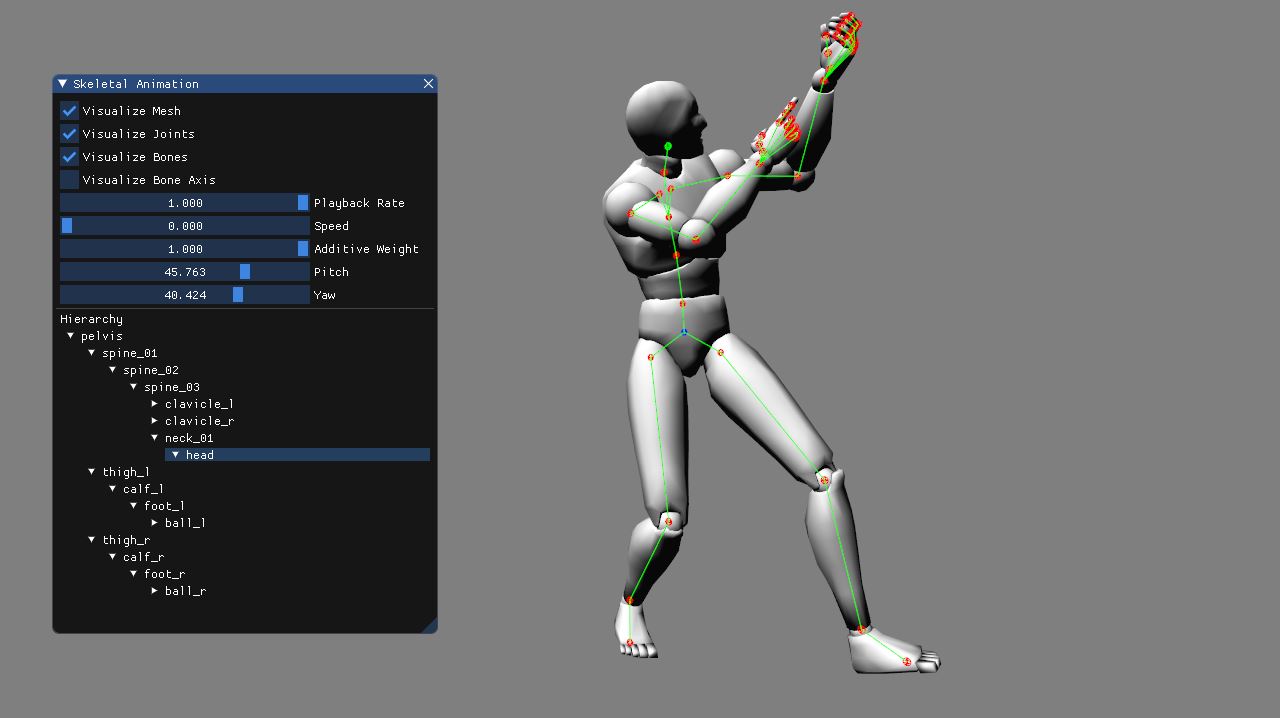 Skeletal Animation
Visualize Mesh
Visualize Joints
Visualize Bones
Visualize Bone Axis
1.000 Playback Rate
0.000 Speed
1.000 Additive Weight
45.763 Pitch
40.424 Yaw
Hierarchy
pelvis
spine_01
spine_02
spine_03
clavicle_l
clavicle_r
neck_01
head
thigh_l
calf_l
foot_l
ball_l
thigh_r
calf_r
foot_r
ball_r